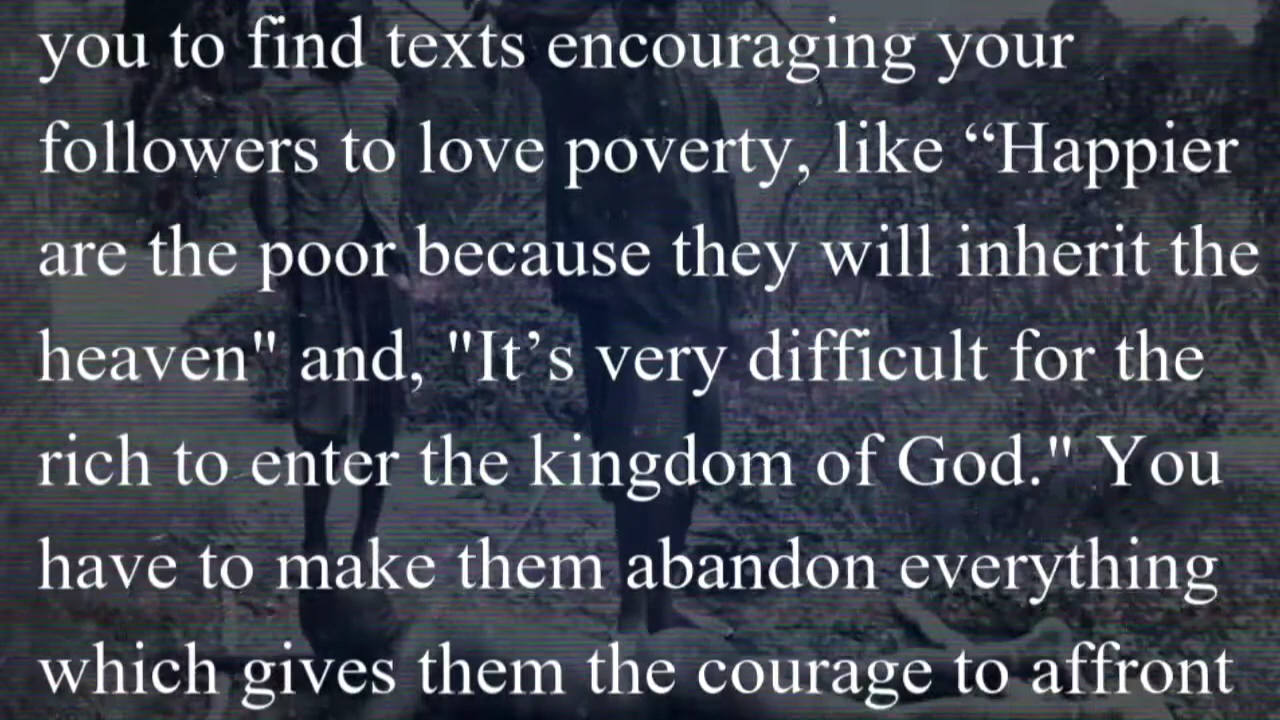 you to find texts encouraging your
followers to love poverty, like “Happier
are the poor because they will inherit the
heaven" and, "It’s very difficult for the
rich to enter the kingdom of God." You
have to make them abandon everything
which gives them the courage to affront